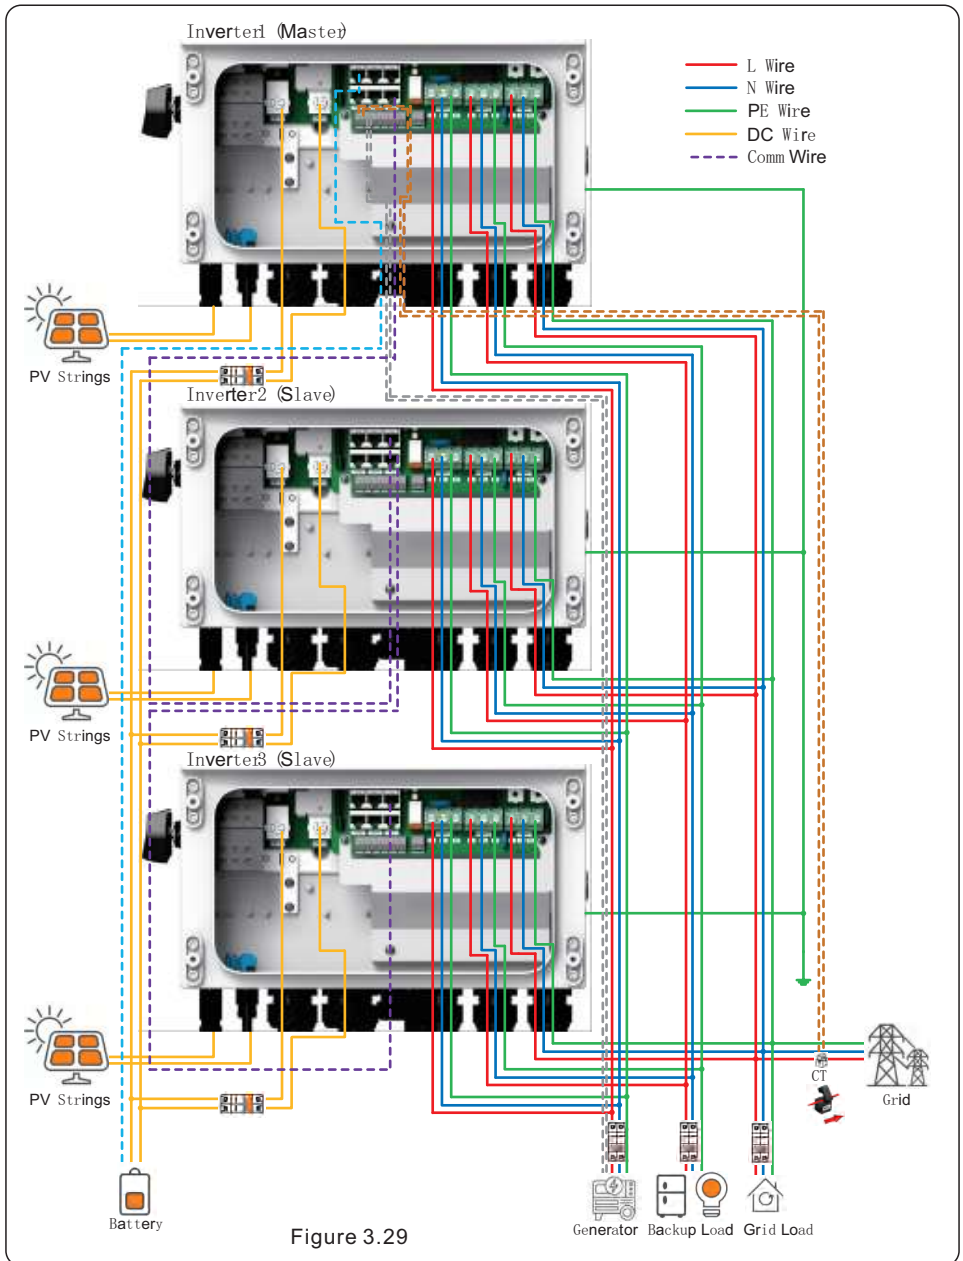 Inverter1 (Master)
L Wire
N Wire
PE Wire
DC Wire
Comm Wire
PV Strings
Inverter2 (Slave)
PV Strings
Inverter3 (Slave)
PV Strings
CT
Grid
Battery
Generator
Backup Load
Grid Load
Figure 3.29